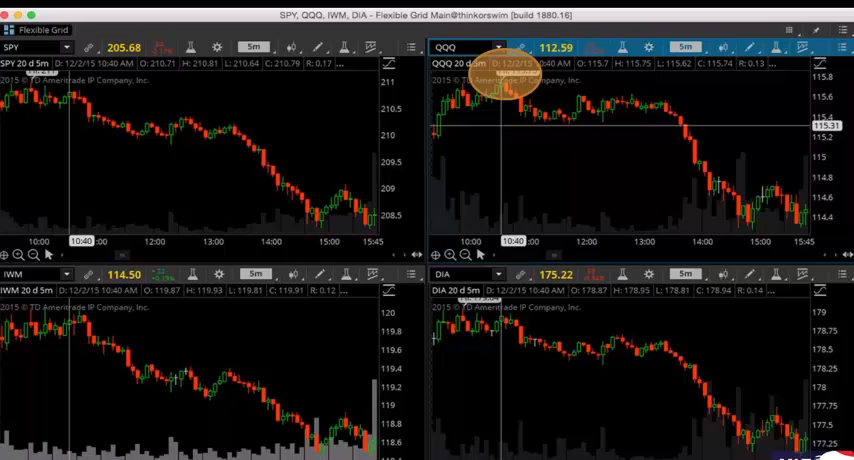 SPY, QQQ, IWM, DIA - Flexible Grid Main@thinkorswim [build 1880.16]
Flexible Grid
SPY 205.68 5m
SPY 20 d 5m D: 12/2/15 10:40 AM O: 210.71 H: 210.81 L: 210.64 C: 210.79 R: 0.17 ...
2015 © TD Ameritrade IP Company, Inc.
211
210.5
210
209.5
209
208.5
10:00 10:40 :00 12:00 13:00 14:00 15:00 15:45
QQQ 112.59 5m
QQQ 20 d 5m D: 12/2/15 10:40 AM O: 115.7 H: 115.75 L: 115.62 C: 115.74 R: 0.13 ...
2015 © TD Ameritrade IP Company, Inc.
115.8
115.6
115.4
115.31
115.2
115
114.8
114.6
114.4
10:00 10:40 :00 12:00 13:00 14:00 15:00 15:45
IWM 114.50 5m
IWM 20 d 5m D: 12/2/15 10:40 AM O: 119.87 H: 119.93 L: 119.81 C: 119.91 R: 0.12 ...
2015 © TD Ameritrade IP Company, Inc.
120
119.8
119.6
119.4
119.2
119
118.8
118.6
118.4
DIA 175.22 5m
DIA 20 d 5m D: 12/2/15 10:40 AM O: 178.87 H: 178.95 L: 178.81 C: 178.94 R: 0.14 ...
2015 © TD Ameritrade IP Company, Inc.
179
178.75
178.5
178.25
178
177.75
177.5
177.25